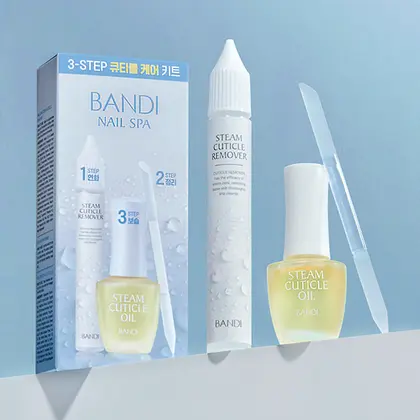 3-STEP 큐티클 케어 키트
BANDI
NAIL SPA
1 STEP
연화
STEAM
CUTICLE
REMOVER
2 STEP
정리
3 STEP
보습
STEAM
CUTICLE
OIL
BANDI
STEAM
CUTICLE
REMOVER
BANDI
STEAM
CUTICLE
OIL
BANDI